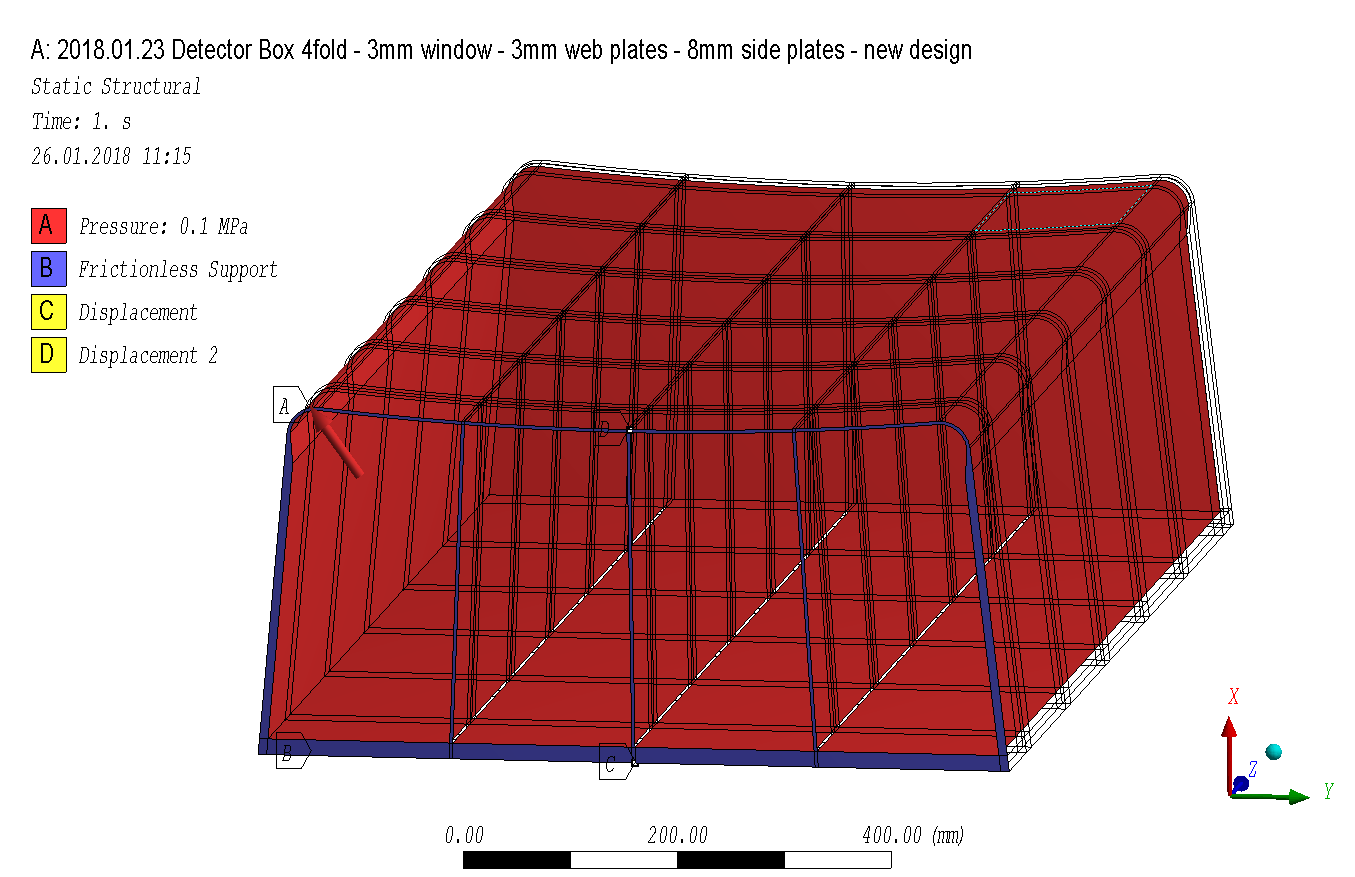 A: 2018.01.23 Detector Box 4fold - 3mm window - 3mm web plates - 8mm side plates - new design
Static Structural
Time: 1. s
26.01.2018 11:15
A Pressure: 0.1 MPa
B Frictionless Support
C Displacement
D Displacement 2
A
D
B
C
X
Z
Y
0.00 200.00 400.00 (mm)